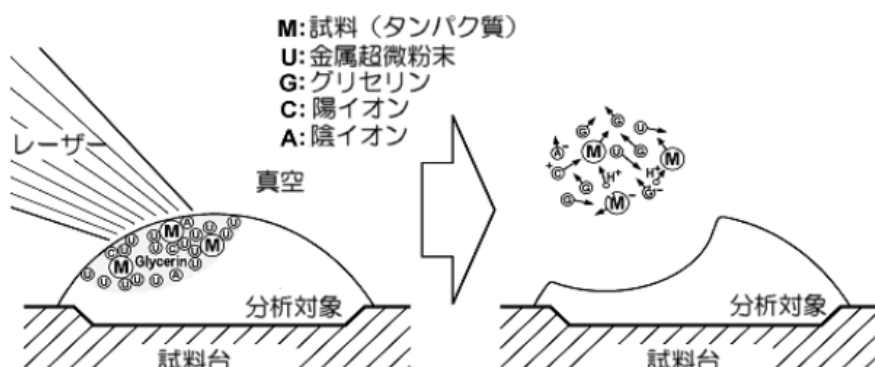 M:試料（タンパク質）
U:金属超微粉末
G:グリセリン
C:陽イオン
A:陰イオン
レーザー
真空
M A U U U U U U M
C U U U C U U M
U M Glycerin U
U U U U U A
分析対象
試料台
G G U
A⁻ M U G M
+C H⁺ H⁺
G G⁻
G M⁻
分析対象
試料台